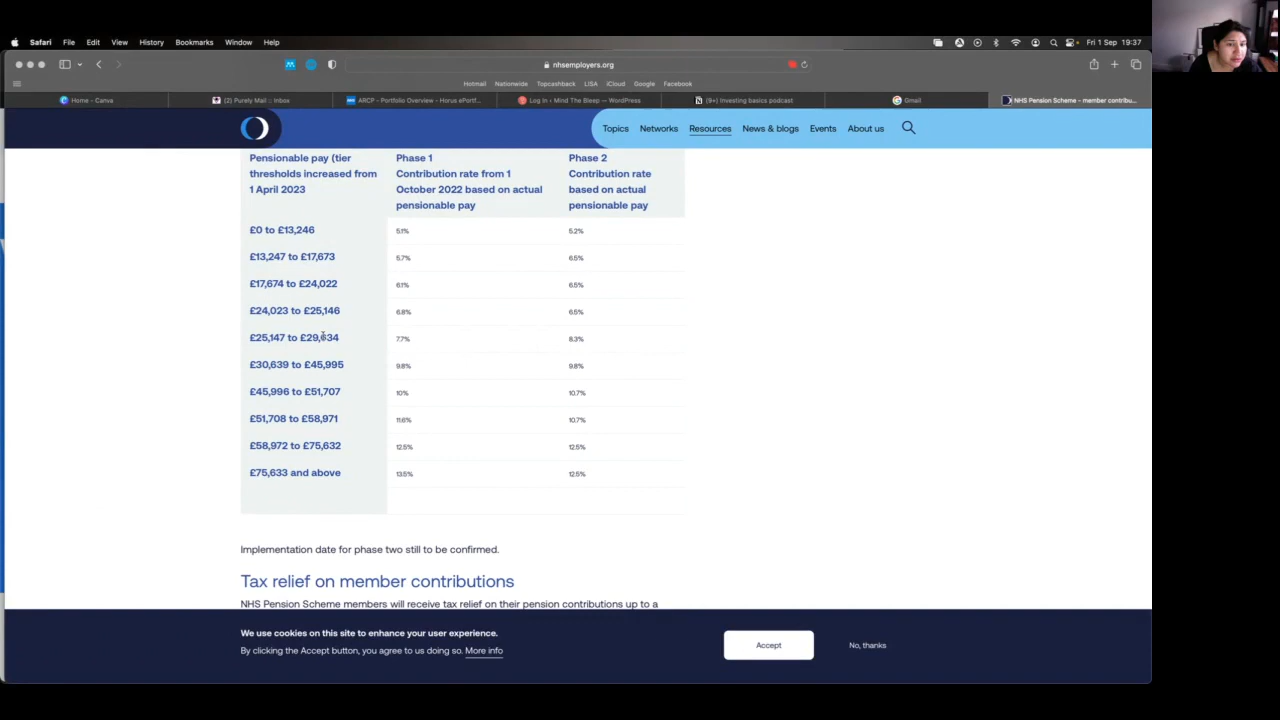 Safari File Edit View History Bookmarks Window Help Fri 1 Sep 19:37
nhsemployers.org
Hotmail Nationwide Topcashback LISA iCloud Google Facebook
Home - Canva (2) Purely Mail :: Inbox ARCP - Portfolio Overview - Horus ePortf... Log In ‹ Mind The Bleep — WordPress (9+) Investing basics podcast Gmail NHS Pension Scheme – member contribu...
Topics Networks Resources News & blogs Events About us
Pensionable pay (tier thresholds increased from 1 April 2023
Phase 1 Contribution rate from 1 October 2022 based on actual pensionable pay
Phase 2 Contribution rate based on actual pensionable pay
£0 to £13,246 5.1% 5.2%
£13,247 to £17,673 5.7% 6.5%
£17,674 to £24,022 6.1% 6.5%
£24,023 to £25,146 6.8% 6.5%
£25,147 to 7.7% 8.3%
£30,639 to £45,995 9.8% 9.8%
£45,996 to £51,707 10% 10.7%
£51,708 to £58,971 11.6% 10.7%
£58,972 to £75,632 12.5% 12.5%
£75,633 and above 13.5% 12.5%
Implementation date for phase two still to be confirmed.
Tax relief on member contributions
NHS Pension Scheme members will receive tax relief on their pension contributions up to a
We use cookies on this site to enhance your user experience.
By clicking the Accept button, you agree to us doing so. More info
Accept
No, thanks